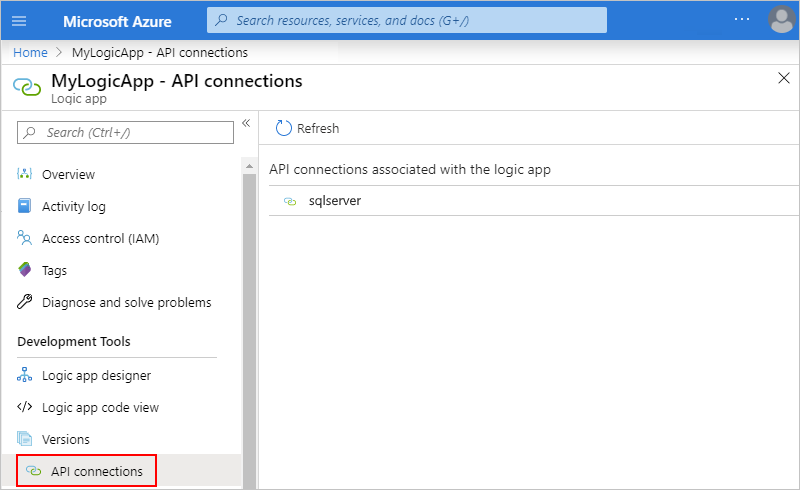 Microsoft Azure
Search resources, services, and docs (G+/)
...
Home > MyLogicApp - API connections
MyLogicApp - API connections
Logic app
Search (Ctrl+/)
«
Overview
Activity log
Access control (IAM)
Tags
Diagnose and solve problems
Development Tools
Logic app designer
Logic app code view
Versions
API connections
Refresh
API connections associated with the logic app
sqlserver